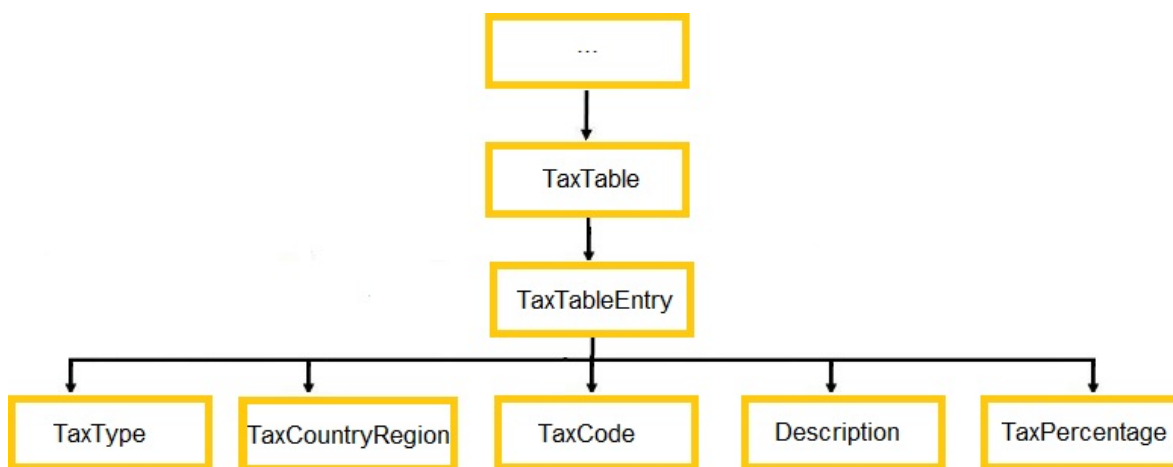 ...
TaxTable
TaxTableEntry
TaxType
TaxCountryRegion
TaxCode
Description
TaxPercentage